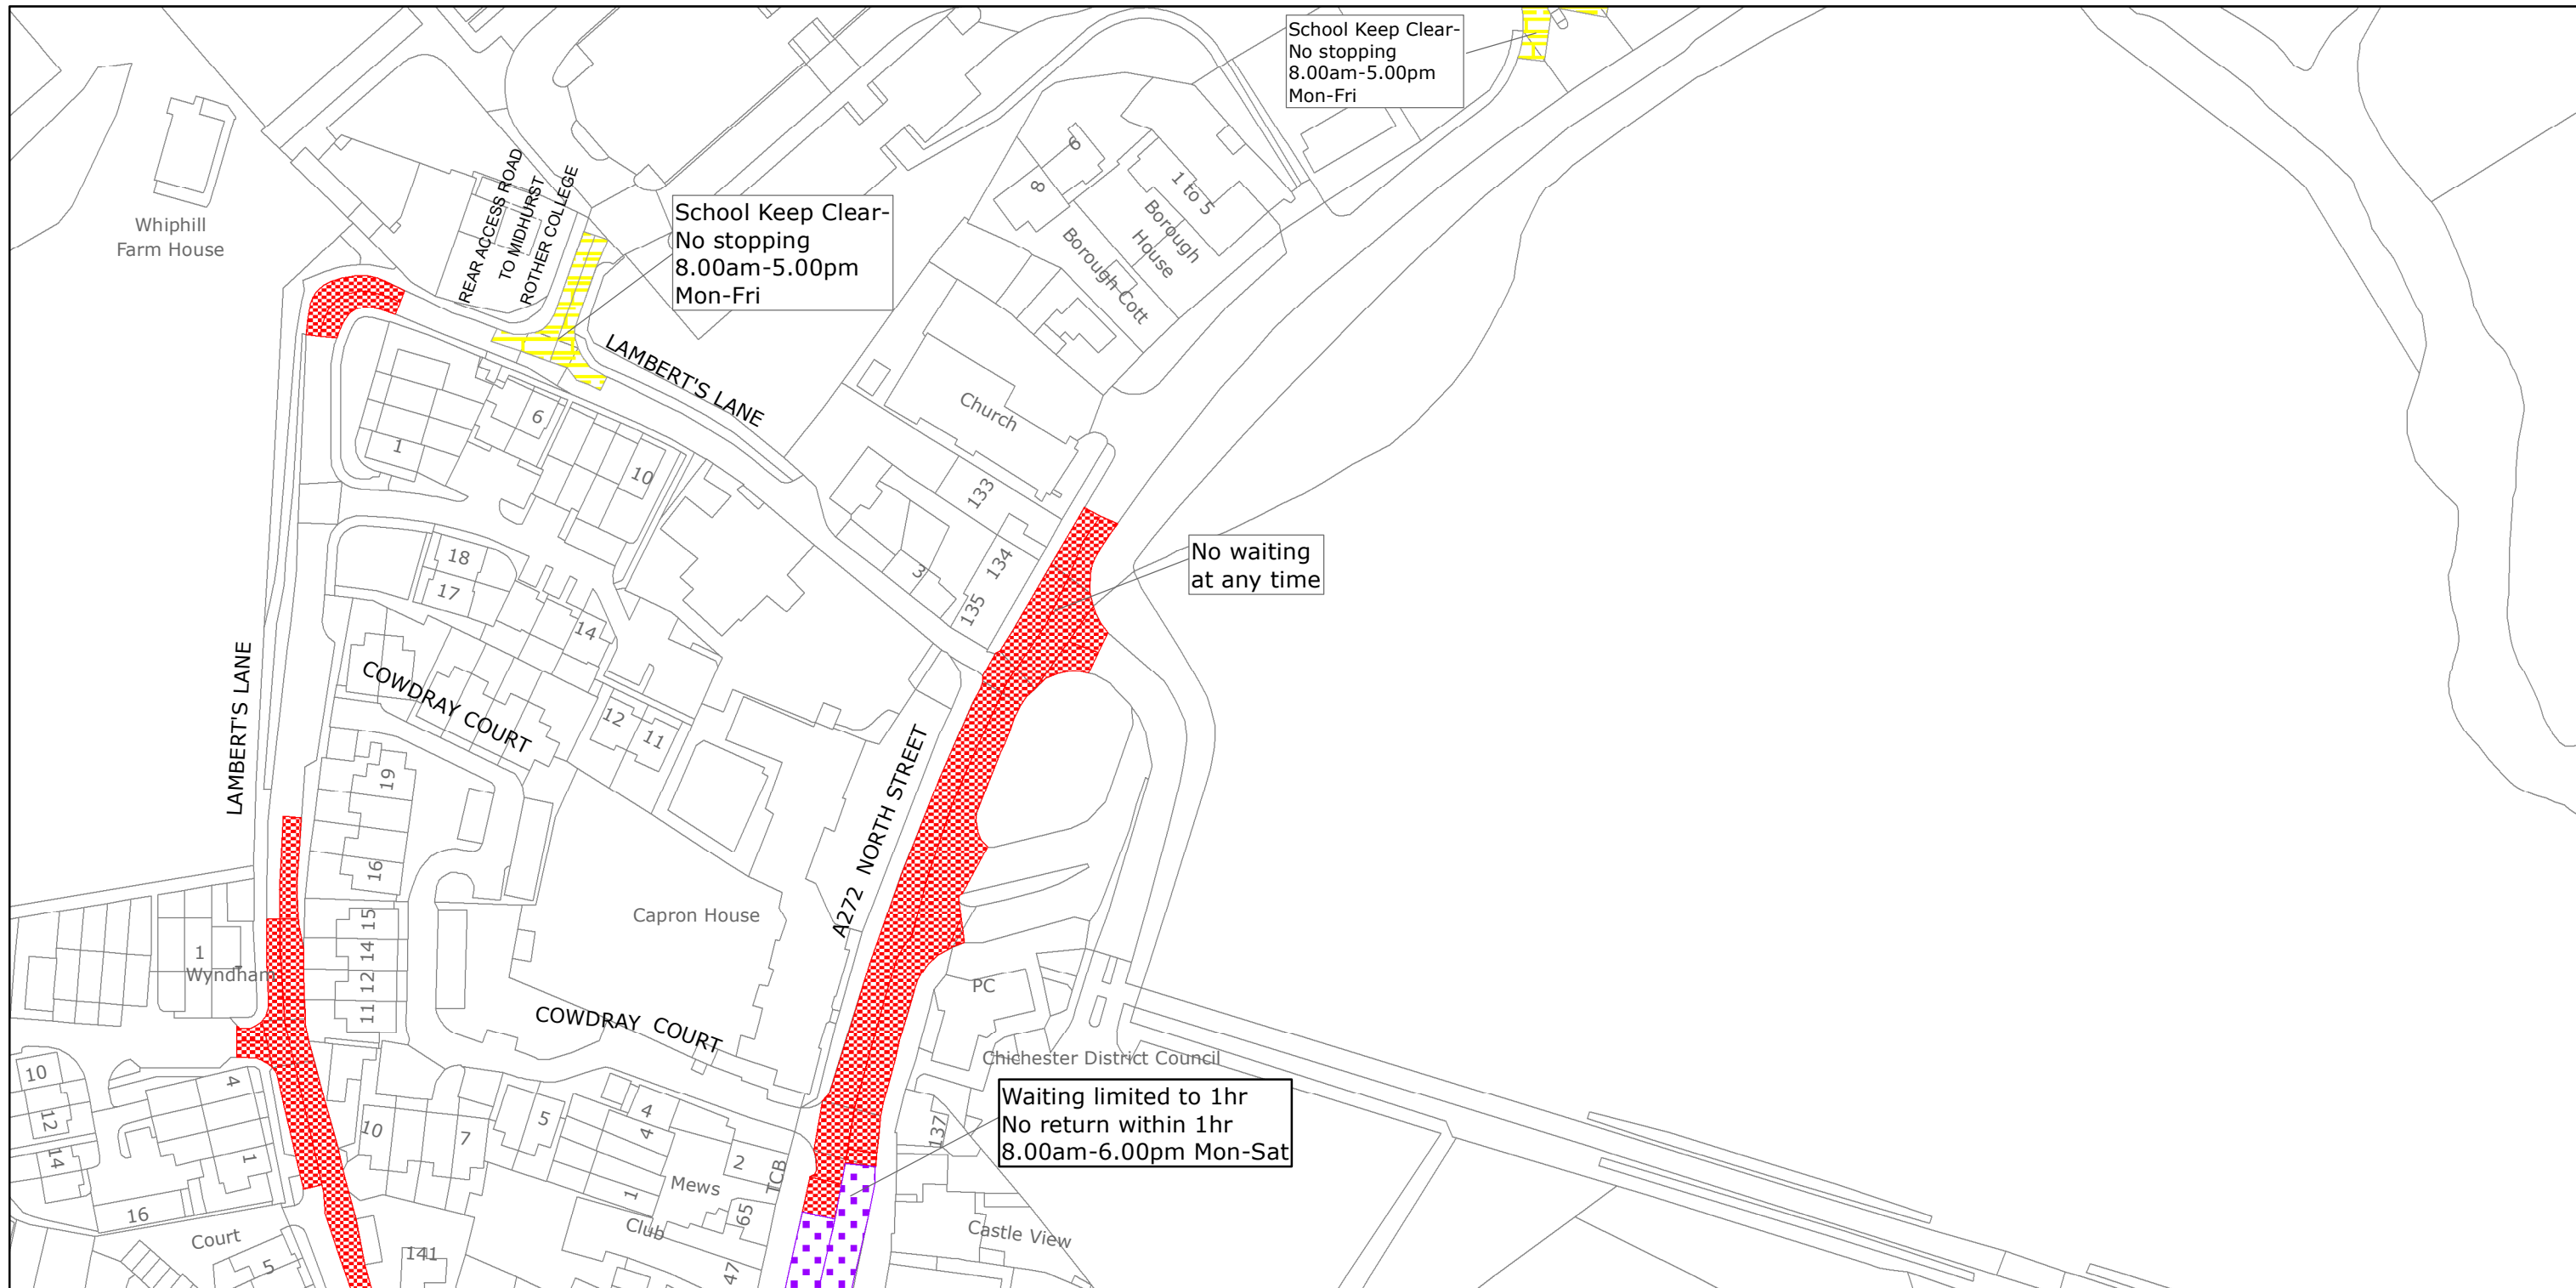 School Keep Clear-
No stopping
8.00am-5.00pm
Mon-Fri
Whiphill
Farm House
REAR ACCESS ROAD
TO MIDHURST
ROTHER COLLEGE
School Keep Clear-
No stopping
8.00am-5.00pm
Mon-Fri
8
1 to 5
Borough
House
Borough Cott
LAMBERT'S LANE
Church
1
6
10
133
134
135
3
No waiting
at any time
18
17
14
12
11
COWDRAY COURT
LAMBERT'S LANE
19
16
15
14
12
11
A272 NORTH STREET
Capron House
1
Wyndham
COWDRAY COURT
PC
Chichester District Council
Waiting limited to 1hr
No return within 1hr
8.00am-6.00pm Mon-Sat
10
12
14
16
4
1
10
7
5
4
4
2
1
Mews
TCB
65
137
Club
47
Castle View
Court
5
141